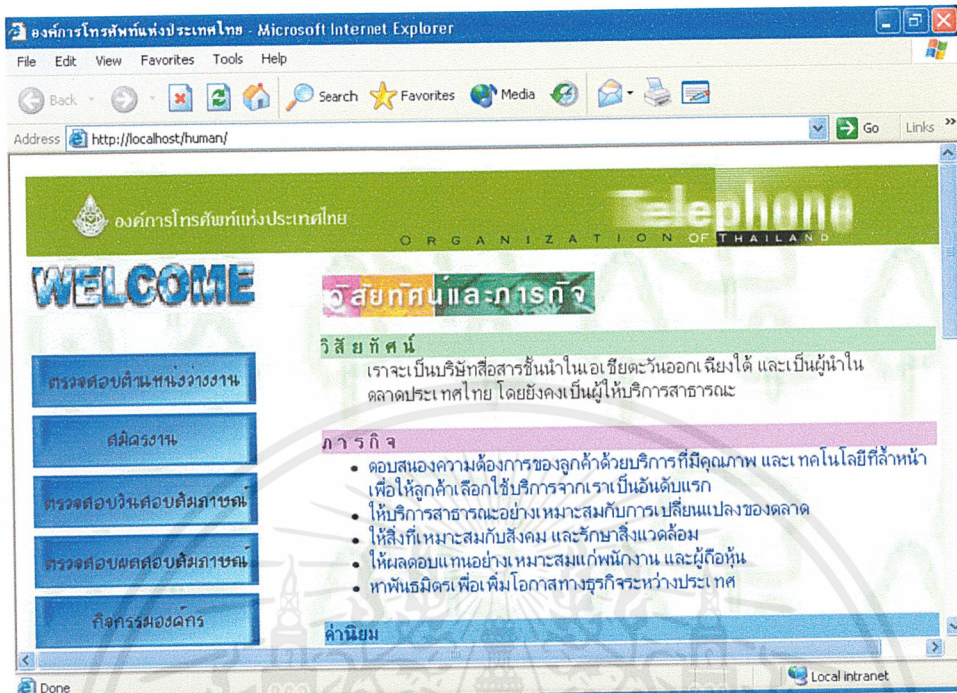 องค์การโทรศัพท์แห่งประเทศไทย - Microsoft Internet Explorer
File Edit View Favorites Tools Help
Back Search Favorites Media
Address http://localhost/human/ Go Links »
องค์การโทรศัพท์แห่งประเทศไทย
Telephone
ORGANIZATION OF THAILAND
WELCOME
วิสัยทัศน์และภารกิจ
วิสัยทัศน์
เราจะเป็นบริษัทสื่อสารชั้นนำในเอเชียตะวันออกเฉียงใต้ และเป็นผู้นำใน
ตลาดประเทศไทย โดยยังคงเป็นผู้ให้บริการสาธารณะ
ภารกิจ
• ตอบสนองความต้องการของลูกค้าด้วยบริการที่มีคุณภาพ และเทคโนโลยีที่ล้ำหน้า
เพื่อให้ลูกค้าเลือกใช้บริการจากเราเป็นอันดับแรก
• ให้บริการสาธารณะอย่างเหมาะสมกับการเปลี่ยนแปลงของตลาด
• ให้สิ่งที่เหมาะสมกับสังคม และรักษาสิ่งแวดล้อม
• ให้ผลตอบแทนอย่างเหมาะสมแก่พนักงาน และผู้ถือหุ้น
• หาพันธมิตรเพื่อเพิ่มโอกาสทางธุรกิจระหว่างประเทศ
ค่านิยม
ตรวจสอบตำแหน่งว่างงาน
สมัครงาน
ตรวจสอบวันสอบสัมภาษณ์
ตรวจสอบผลสอบสัมภาษณ์
กิจกรรมองค์กร
Done
Local intranet